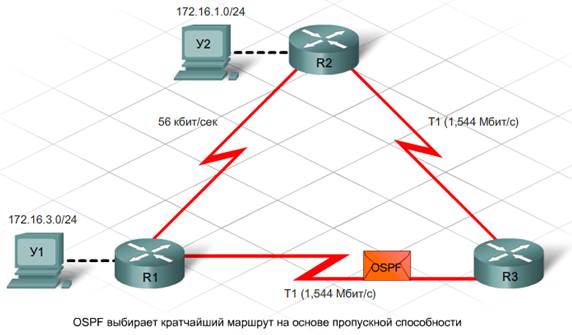 172.16.1.0/24
У2
R2
56 кбит/сек
T1 (1,544 Мбит/с)
172.16.3.0/24
У1
R1
OSPF
R3
T1 (1,544 Мбит/с)
OSPF выбирает кратчайший маршрут на основе пропускной способности